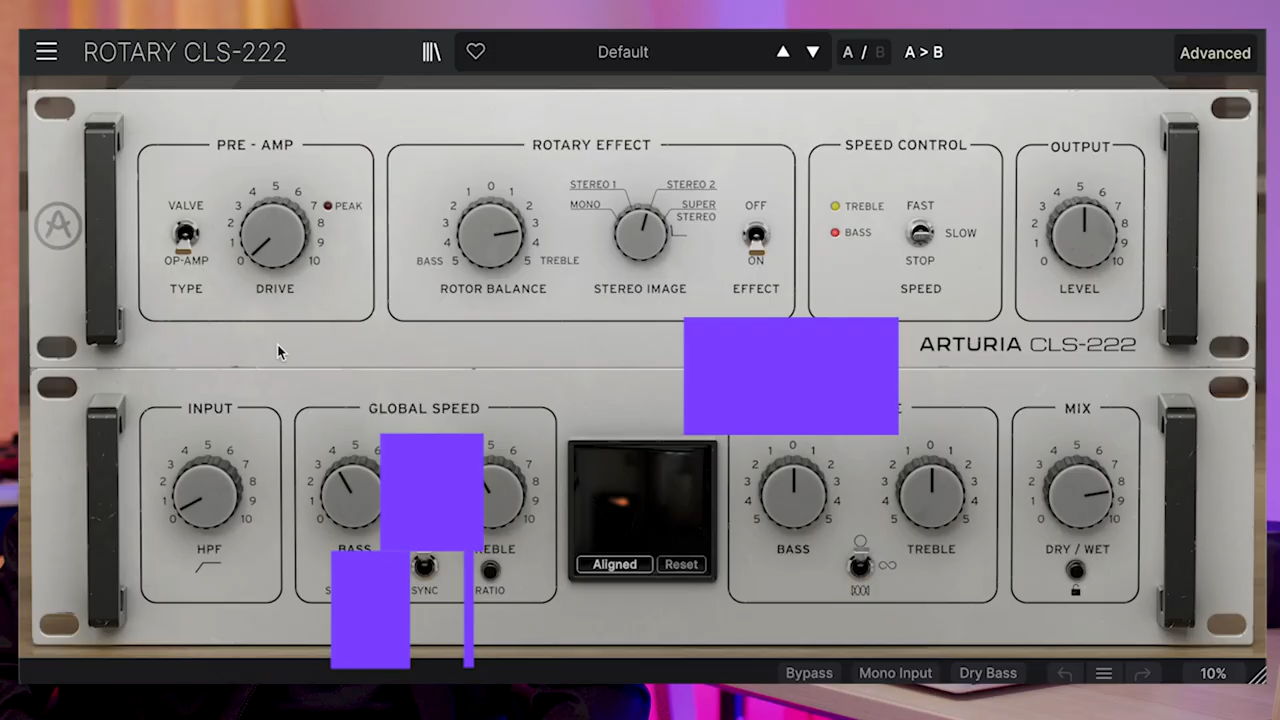 ROTARY CLS-222 Default A / B A > B Advanced
PRE - AMP ROTARY EFFECT SPEED CONTROL OUTPUT
VALVE 0 1 2 3 4 5 6 7 8 9 10 PEAK
OP-AMP
TYPE DRIVE
5 4 3 2 1 0 1 2 3 4 5
BASS TREBLE
ROTOR BALANCE
MONO STEREO 1 STEREO 2 SUPER
STEREO
STEREO IMAGE
OFF
ON
EFFECT
TREBLE FAST
BASS SLOW
STOP
SPEED
0 1 2 3 4 5 6 7 8 9 10
LEVEL
ARTURIA CLS-222
INPUT GLOBAL SPEED MIX
0 1 2 3 4 5 6 7 8 9 10
HPF
0 1 2 3 4 5
BASS
5 6 7 8 9 10
SYNC RATIO
Aligned Reset
5 4 3 2 1 0 1 2 3 4 5
BASS
5 4 3 2 1 0 1 2 3 4 5
TREBLE
∞
0 1 2 3 4 5 6 7 8 9 10
DRY / WET
Bypass Mono Input Dry Bass 10%